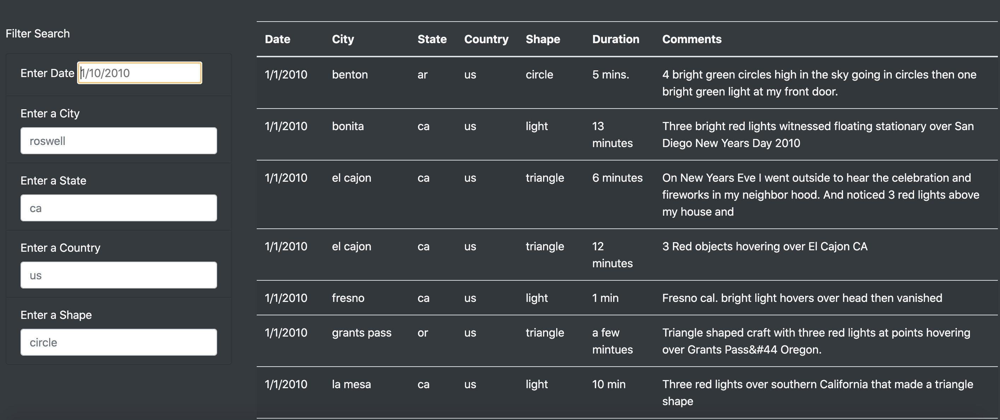 Filter Search
Enter Date 1/10/2010
Enter a City
roswell
Enter a State
ca
Enter a Country
us
Enter a Shape
circle
Date City State Country Shape Duration Comments
1/1/2010 benton ar us circle 5 mins. 4 bright green circles high in the sky going in circles then one
bright green light at my front door.
1/1/2010 bonita ca us light 13 Three bright red lights witnessed floating stationary over San
minutes Diego New Years Day 2010
1/1/2010 el cajon ca us triangle 6 minutes On New Years Eve I went outside to hear the celebration and
fireworks in my neighbor hood. And noticed 3 red lights above
my house and
1/1/2010 el cajon ca us triangle 12 3 Red objects hovering over El Cajon CA
minutes
1/1/2010 fresno ca us light 1 min Fresno cal. bright light hovers over head then vanished
1/1/2010 grants pass or us triangle a few Triangle shaped craft with three red lights at points hovering
mintues over Grants Pass&#44 Oregon.
1/1/2010 la mesa ca us light 10 min Three red lights over southern California that made a triangle
shape